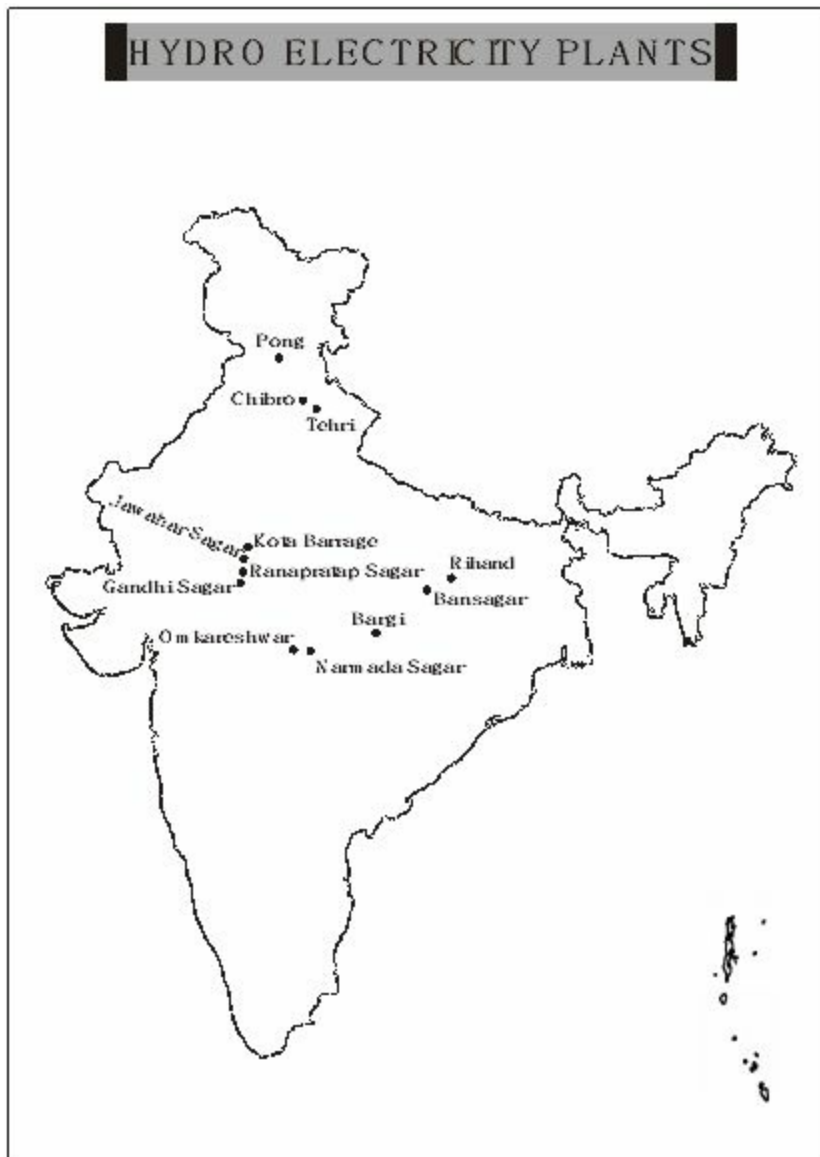 HYDRO ELECTRICITY PLANTS
Pong
Chibro
Tehri
Jawahar Sagar
Kota Barrage
Ranapratap Sagar
Rihand
Gandhi Sagar
Bansagar
Bargi
Omkareshwar
Narmada Sagar